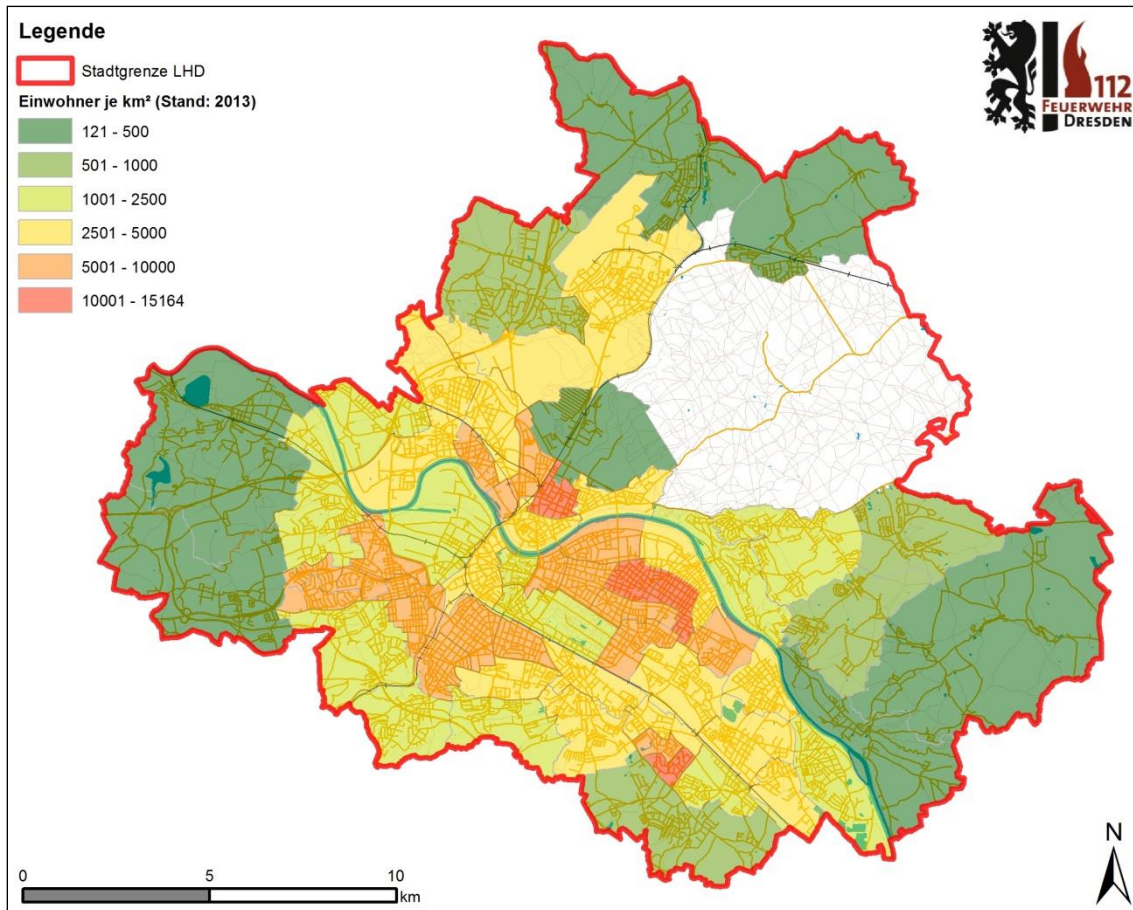 Legende
Stadtgrenze LHD
Einwohner je km² (Stand: 2013)
121 - 500
501 - 1000
1001 - 2500
2501 - 5000
5001 - 10000
10001 - 15164
112
FEUERWEHR
DRESDEN
0 5 10
km
N